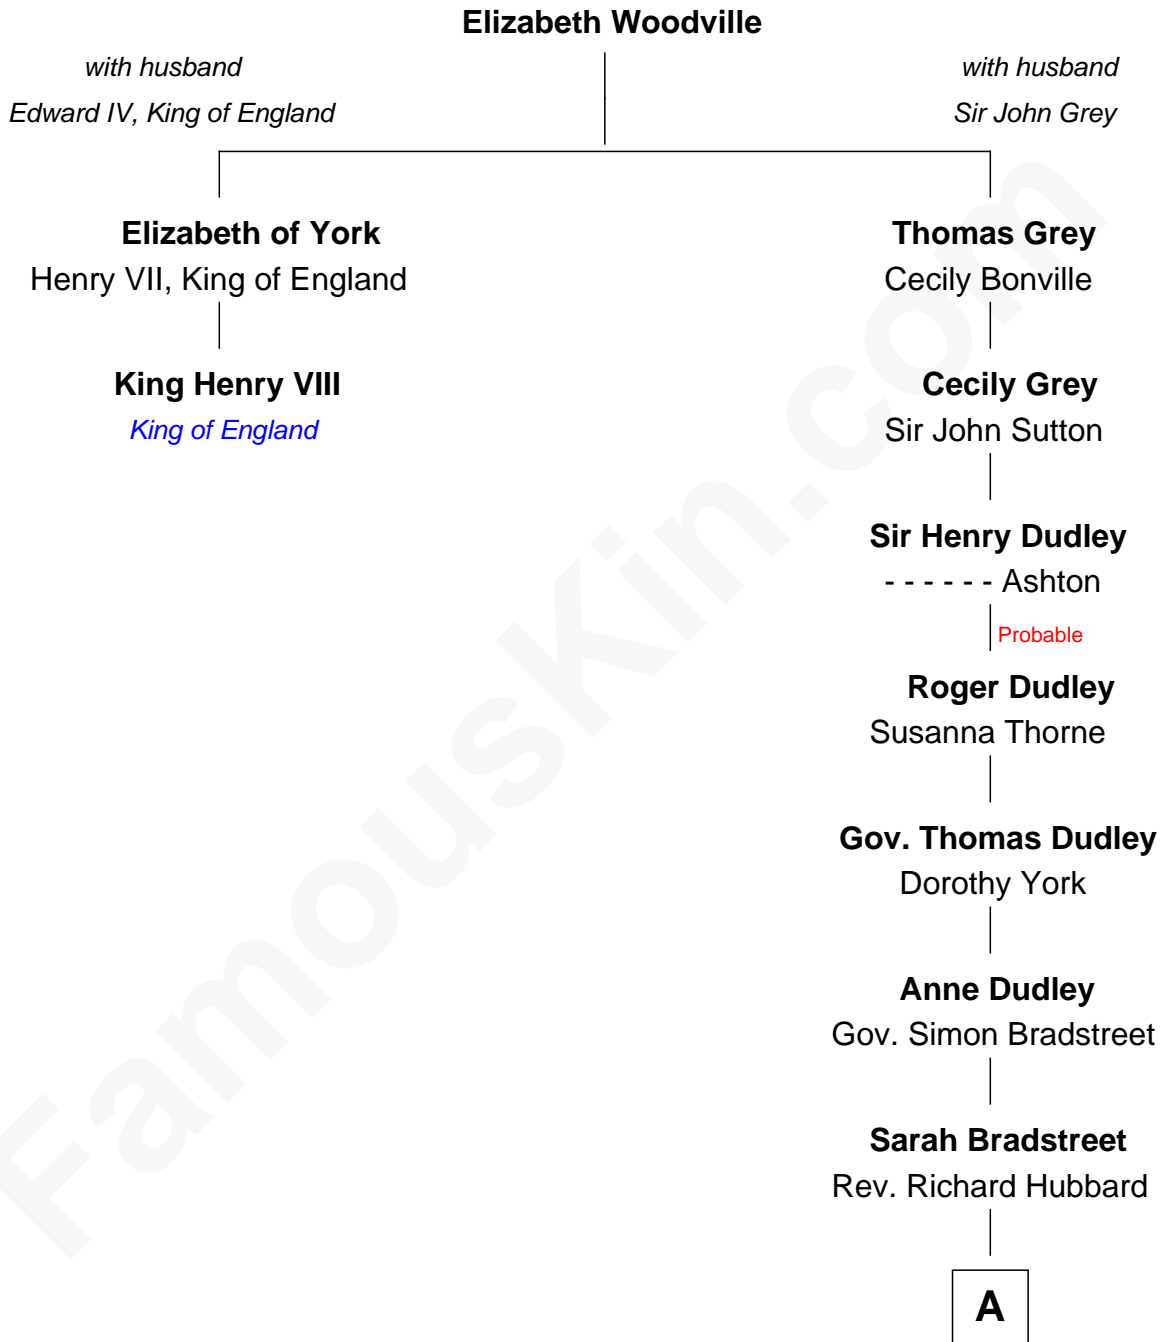 Elizabeth Woodville
with husband
Edward IV, King of England
with husband
Sir John Grey
Elizabeth of York
Henry VII, King of England
King Henry VIII
King of England
Thomas Grey
Cecily Bonville
Cecily Grey
Sir John Sutton
Sir Henry Dudley
- - - - - - Ashton
Probable
Roger Dudley
Susanna Thorne
Gov. Thomas Dudley
Dorothy York
Anne Dudley
Gov. Simon Bradstreet
Sarah Bradstreet
Rev. Richard Hubbard
A
FamousKin.com